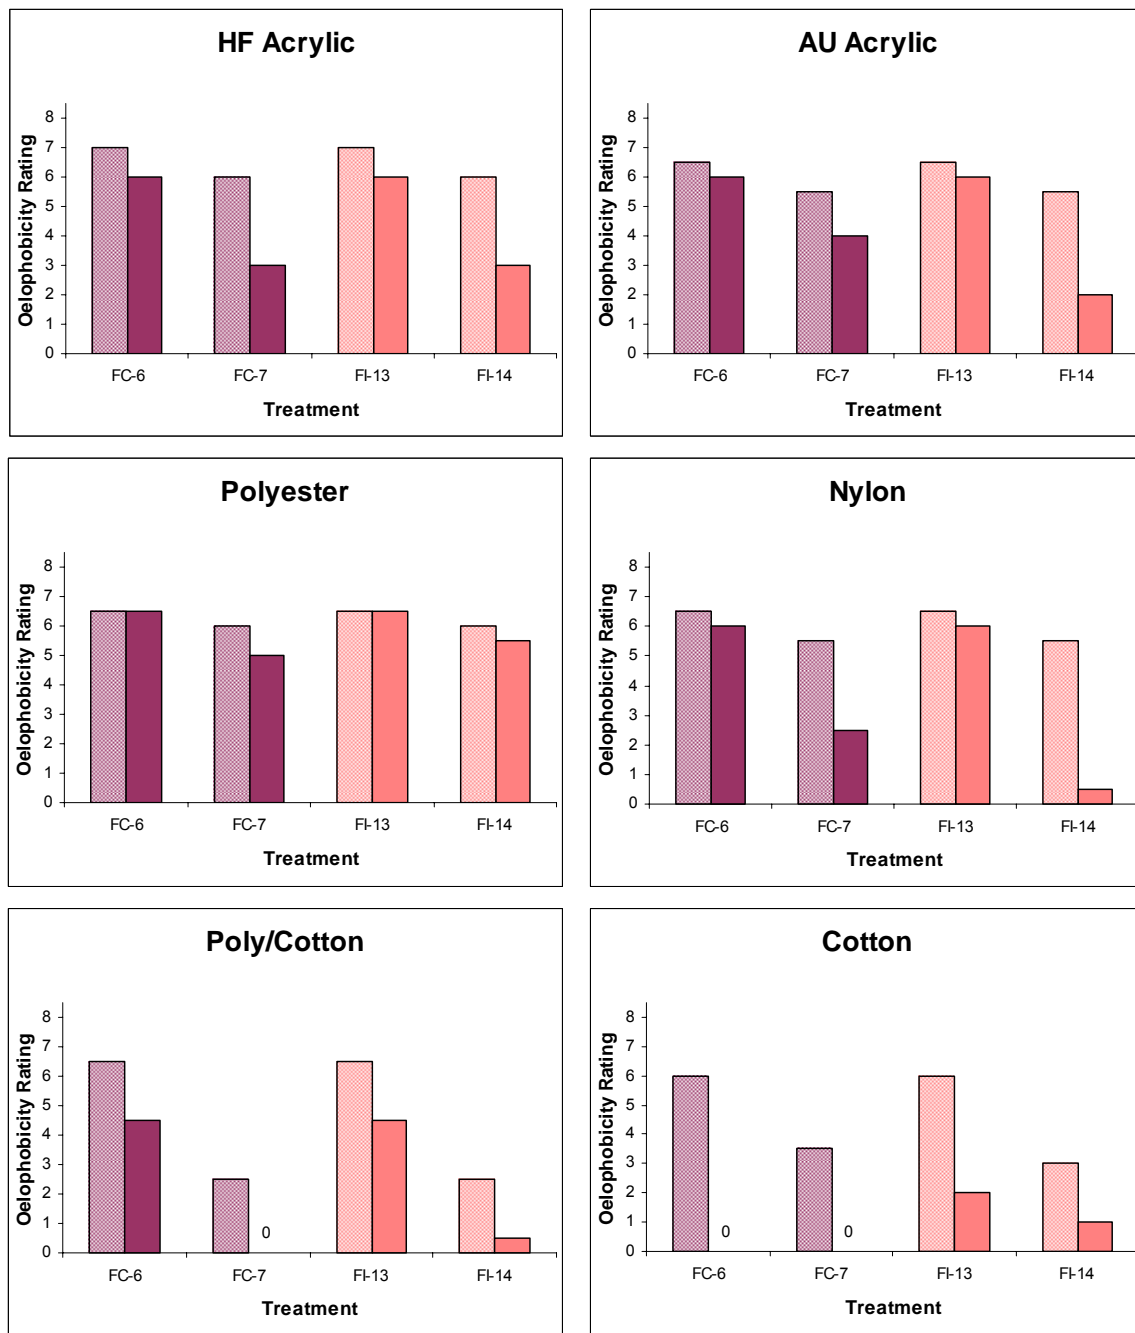 HF Acrylic
Oelophobicity Rating
8
7
6
5
4
3
2
1
0
FC-6 FC-7 FI-13 FI-14
Treatment
AU Acrylic
Oelophobicity Rating
8
7
6
5
4
3
2
1
0
FC-6 FC-7 FI-13 FI-14
Treatment
Polyester
Oelophobicity Rating
8
7
6
5
4
3
2
1
0
FC-6 FC-7 FI-13 FI-14
Treatment
Nylon
Oelophobicity Rating
8
7
6
5
4
3
2
1
0
FC-6 FC-7 FI-13 FI-14
Treatment
Poly/Cotton
Oelophobicity Rating
8
7
6
5
4
3
2
1
0
0
FC-6 FC-7 FI-13 FI-14
Treatment
Cotton
Oelophobicity Rating
8
7
6
5
4
3
2
1
0
0 0
FC-6 FC-7 FI-13 FI-14
Treatment